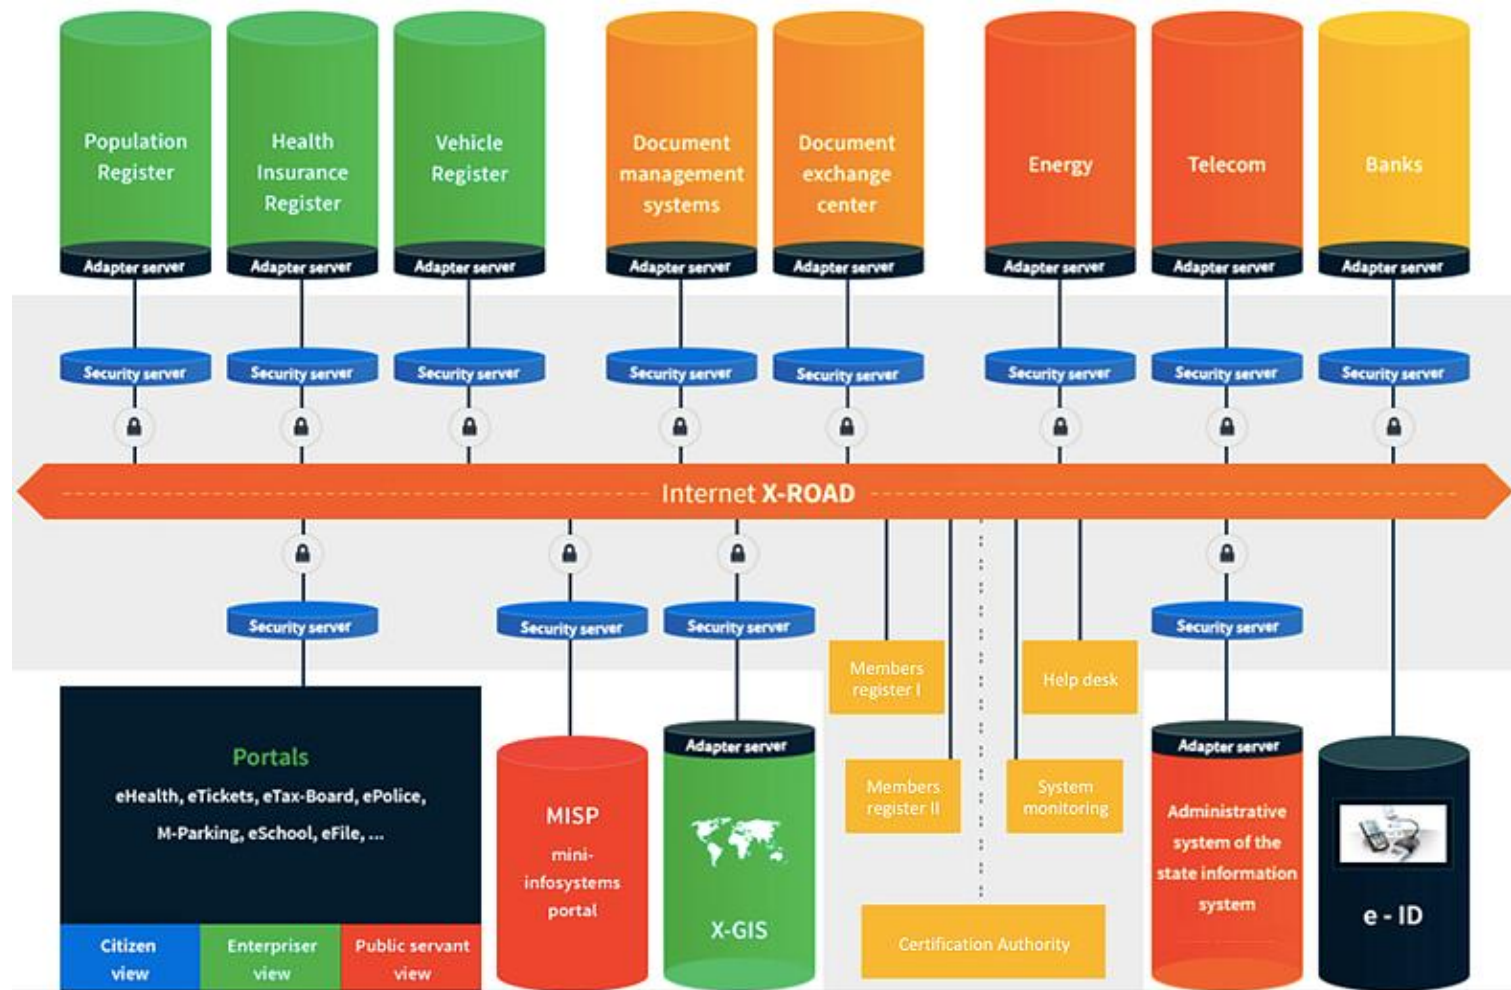 Population
Register
Health
Insurance
Register
Vehicle
Register
Document
management
systems
Document
exchange
center
Energy
Telecom
Banks
Adapter server
Adapter server
Adapter server
Adapter server
Adapter server
Adapter server
Adapter server
Adapter server
Security server
Security server
Security server
Security server
Security server
Security server
Security server
Security server
Internet X-ROAD
Security server
Security server
Security server
Security server
Portals
eHealth, eTickets, eTax-Board, ePolice,
M-Parking, eSchool, eFile, ...
Citizen
view
Enterpriser
view
Public servant
view
MISP
mini-
infosystems
portal
Adapter server
X-GIS
Members
register I
Help desk
Members
register II
System
monitoring
Certification Authority
Adapter server
Administrative
system of the
state information
system
e - ID